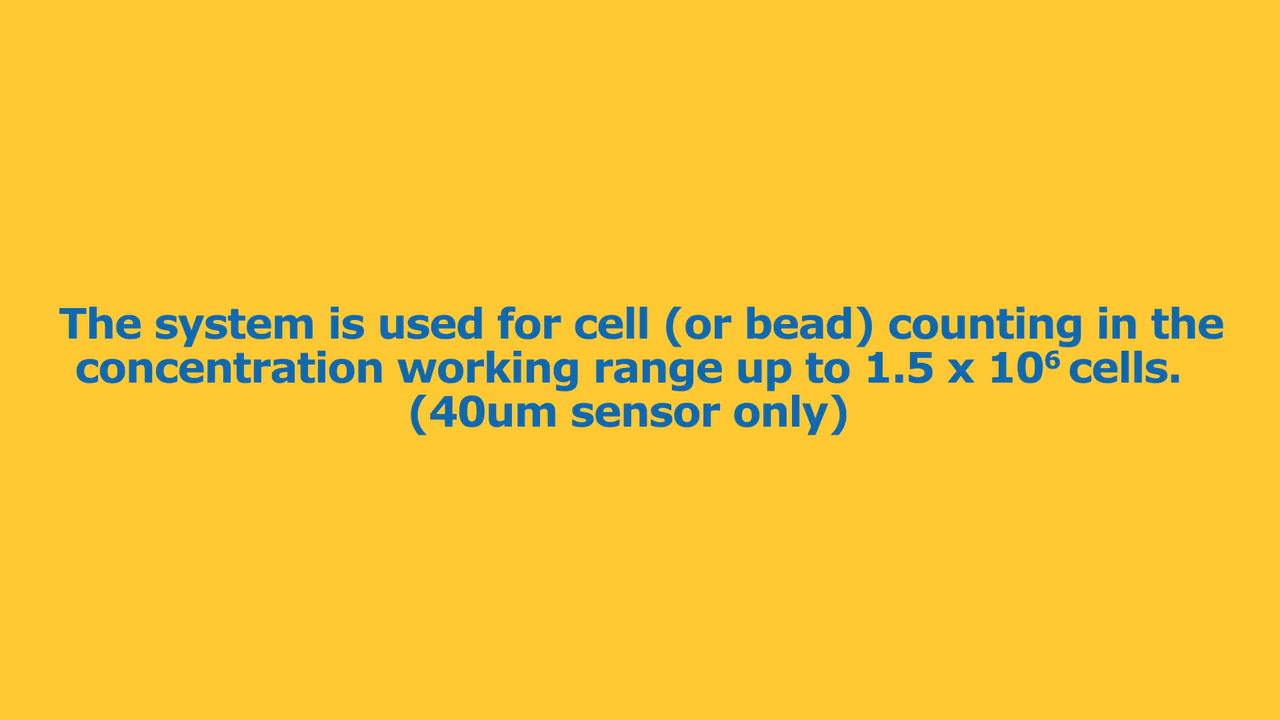 The system is used for cell (or bead) counting in the
concentration working range up to 1.5 x 10⁶ cells.
(40um sensor only)